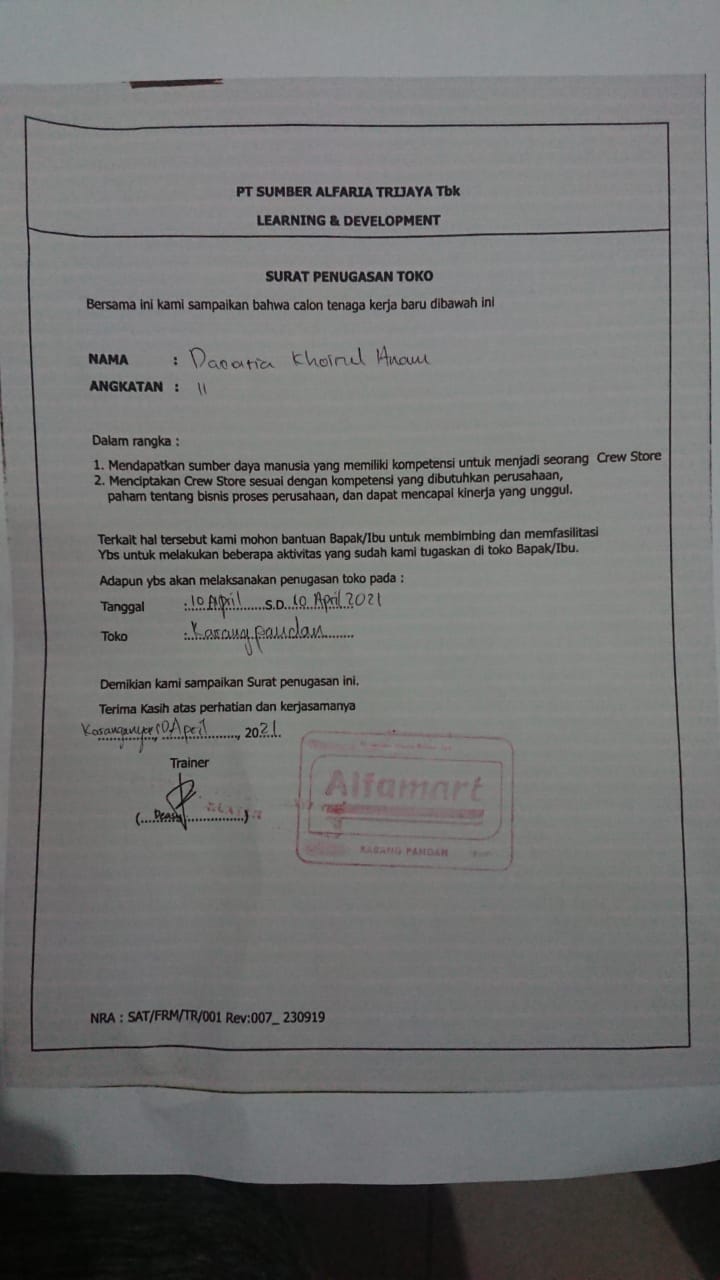 PT SUMBER ALFARIA TRIJAYA Tbk
LEARNING & DEVELOPMENT
SURAT PENUGASAN TOKO
Bersama ini kami sampaikan bahwa calon tenaga kerja baru dibawah ini
NAMA : Khoirul Anam
ANGKATAN : 11
Dalam rangka :
1. Mendapatkan sumber daya manusia yang memiliki kompetensi untuk menjadi seorang Crew Store
2. Menciptakan Crew Store sesuai dengan kompetensi yang dibutuhkan perusahaan,
paham tentang bisnis proses perusahaan, dan dapat mencapai kinerja yang unggul.
Terkait hal tersebut kami mohon bantuan Bapak/Ibu untuk membimbing dan memfasilitasi
Ybs untuk melakukan beberapa aktivitas yang sudah kami tugaskan di toko Bapak/Ibu.
Adapun ybs akan melaksanakan penugasan toko pada :
Tanggal :.10 April......S.D..10 April 2021
Toko :.Karangpandan........
Demikian kami sampaikan Surat penugasan ini.
Terima Kasih atas perhatian dan kerjasamanya
Karanganyar, 10 April......, 2021.
Trainer
Alfamart
KARANG PANDAN
NRA : SAT/FRM/TR/001 Rev:007_ 230919